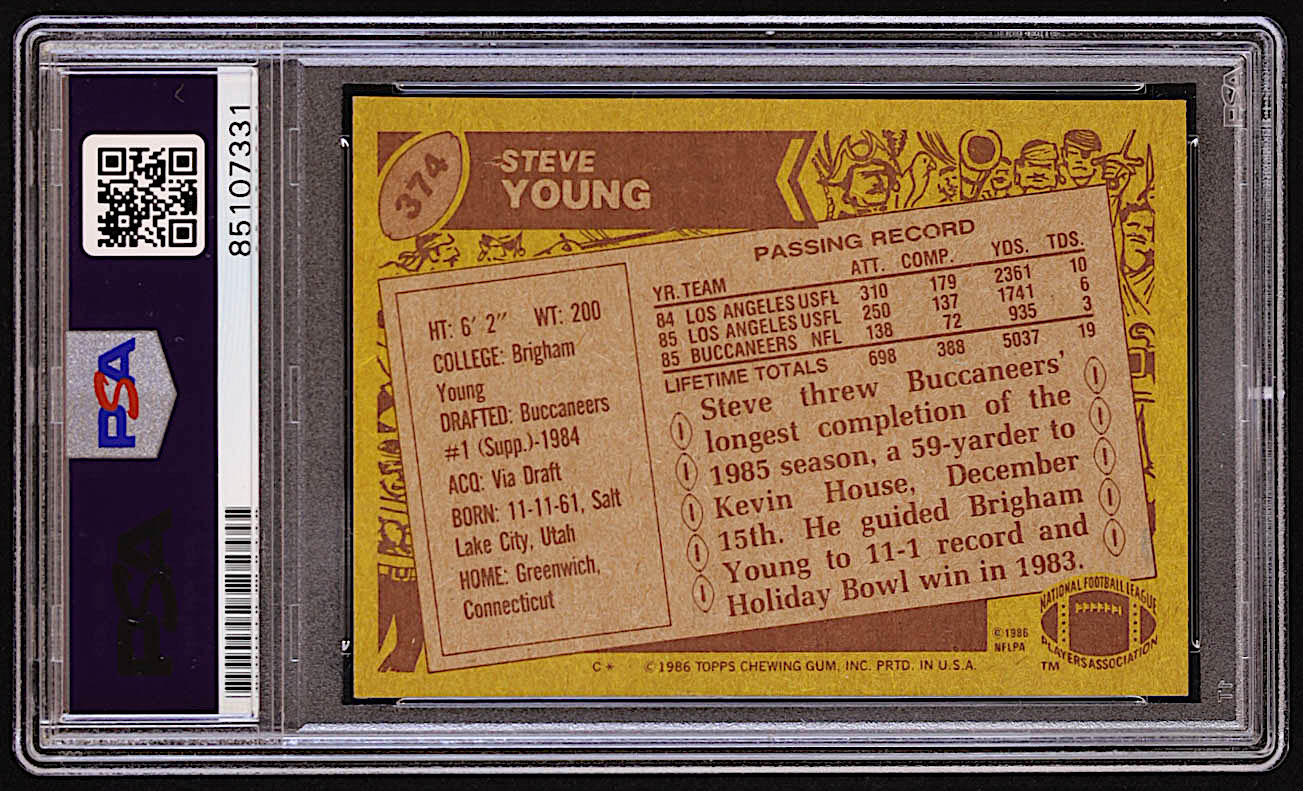 85107331
PSA
PSA
PSA
374
STEVE
YOUNG
HT: 6' 2" WT: 200
COLLEGE: Brigham
Young
DRAFTED: Buccaneers
#1 (Supp.)-1984
ACQ: Via Draft
BORN: 11-11-61, Salt
Lake City, Utah
HOME: Greenwich,
Connecticut
PASSING RECORD
YR. TEAM ATT. COMP. YDS. TDS.
84 LOS ANGELES USFL 310 179 2361 10
85 LOS ANGELES USFL 250 137 1741 6
85 BUCCANEERS NFL 138 72 935 3
LIFETIME TOTALS 698 388 5037 19
Steve threw Buccaneers'
longest completion of the
1985 season, a 59-yarder to
Kevin House, December
15th. He guided Brigham
Young to 11-1 record and
Holiday Bowl win in 1983.
©1986
NFLPA
NATIONAL FOOTBALL LEAGUE
PLAYERS ASSOCIATION
TM
C* ©1986 TOPPS CHEWING GUM, INC. PRTD. IN U.S.A.